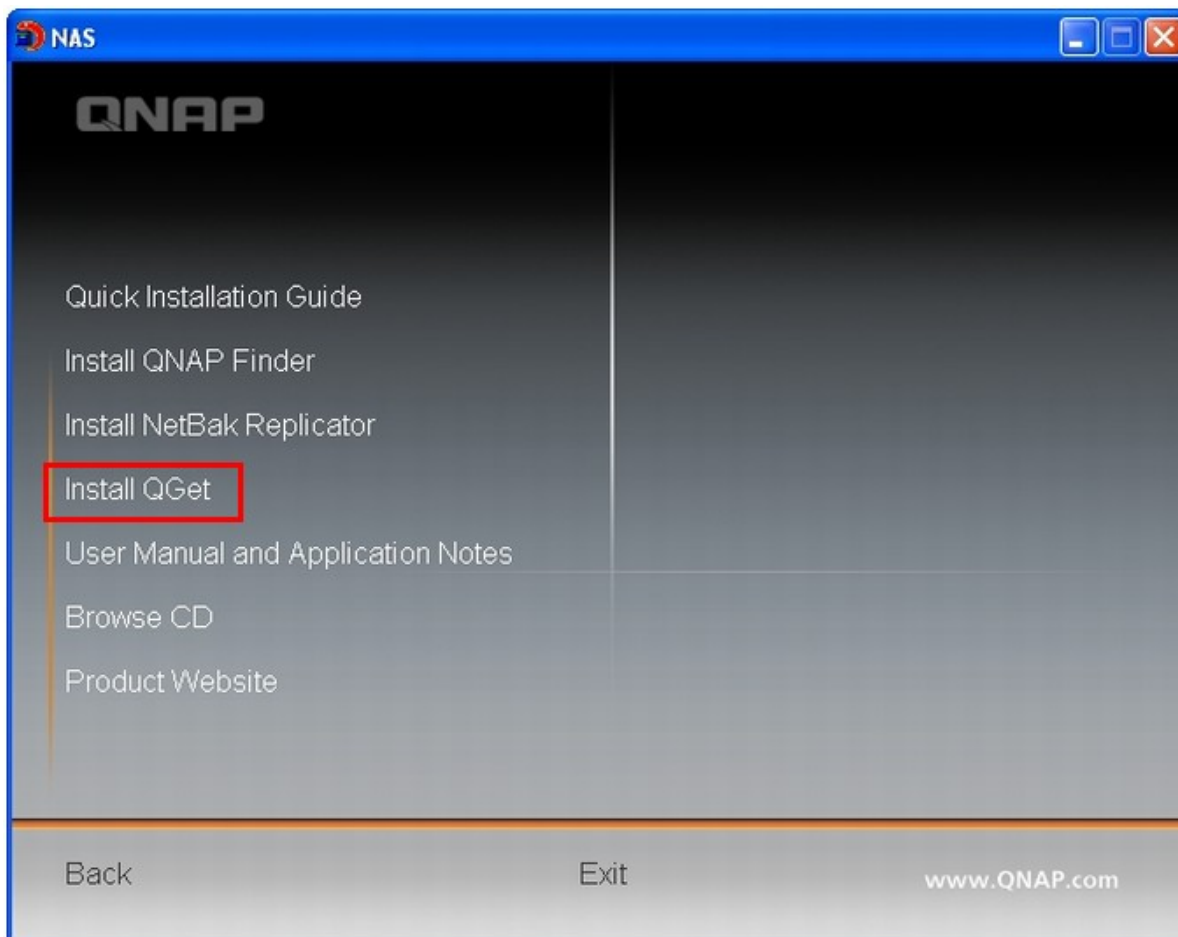 NAS
QNAP
Quick Installation Guide
Install QNAP Finder
Install NetBak Replicator
Install QGet
User Manual and Application Notes
Browse CD
Product Website
Back Exit www.QNAP.com